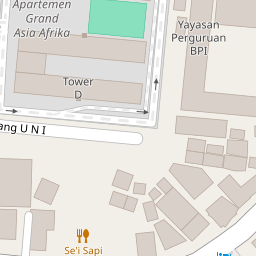 Apartemen
Grand
Asia Afrika
Yayasan
Perguruan
BPI
Tower
D
ang U N I
Se'i Sapi